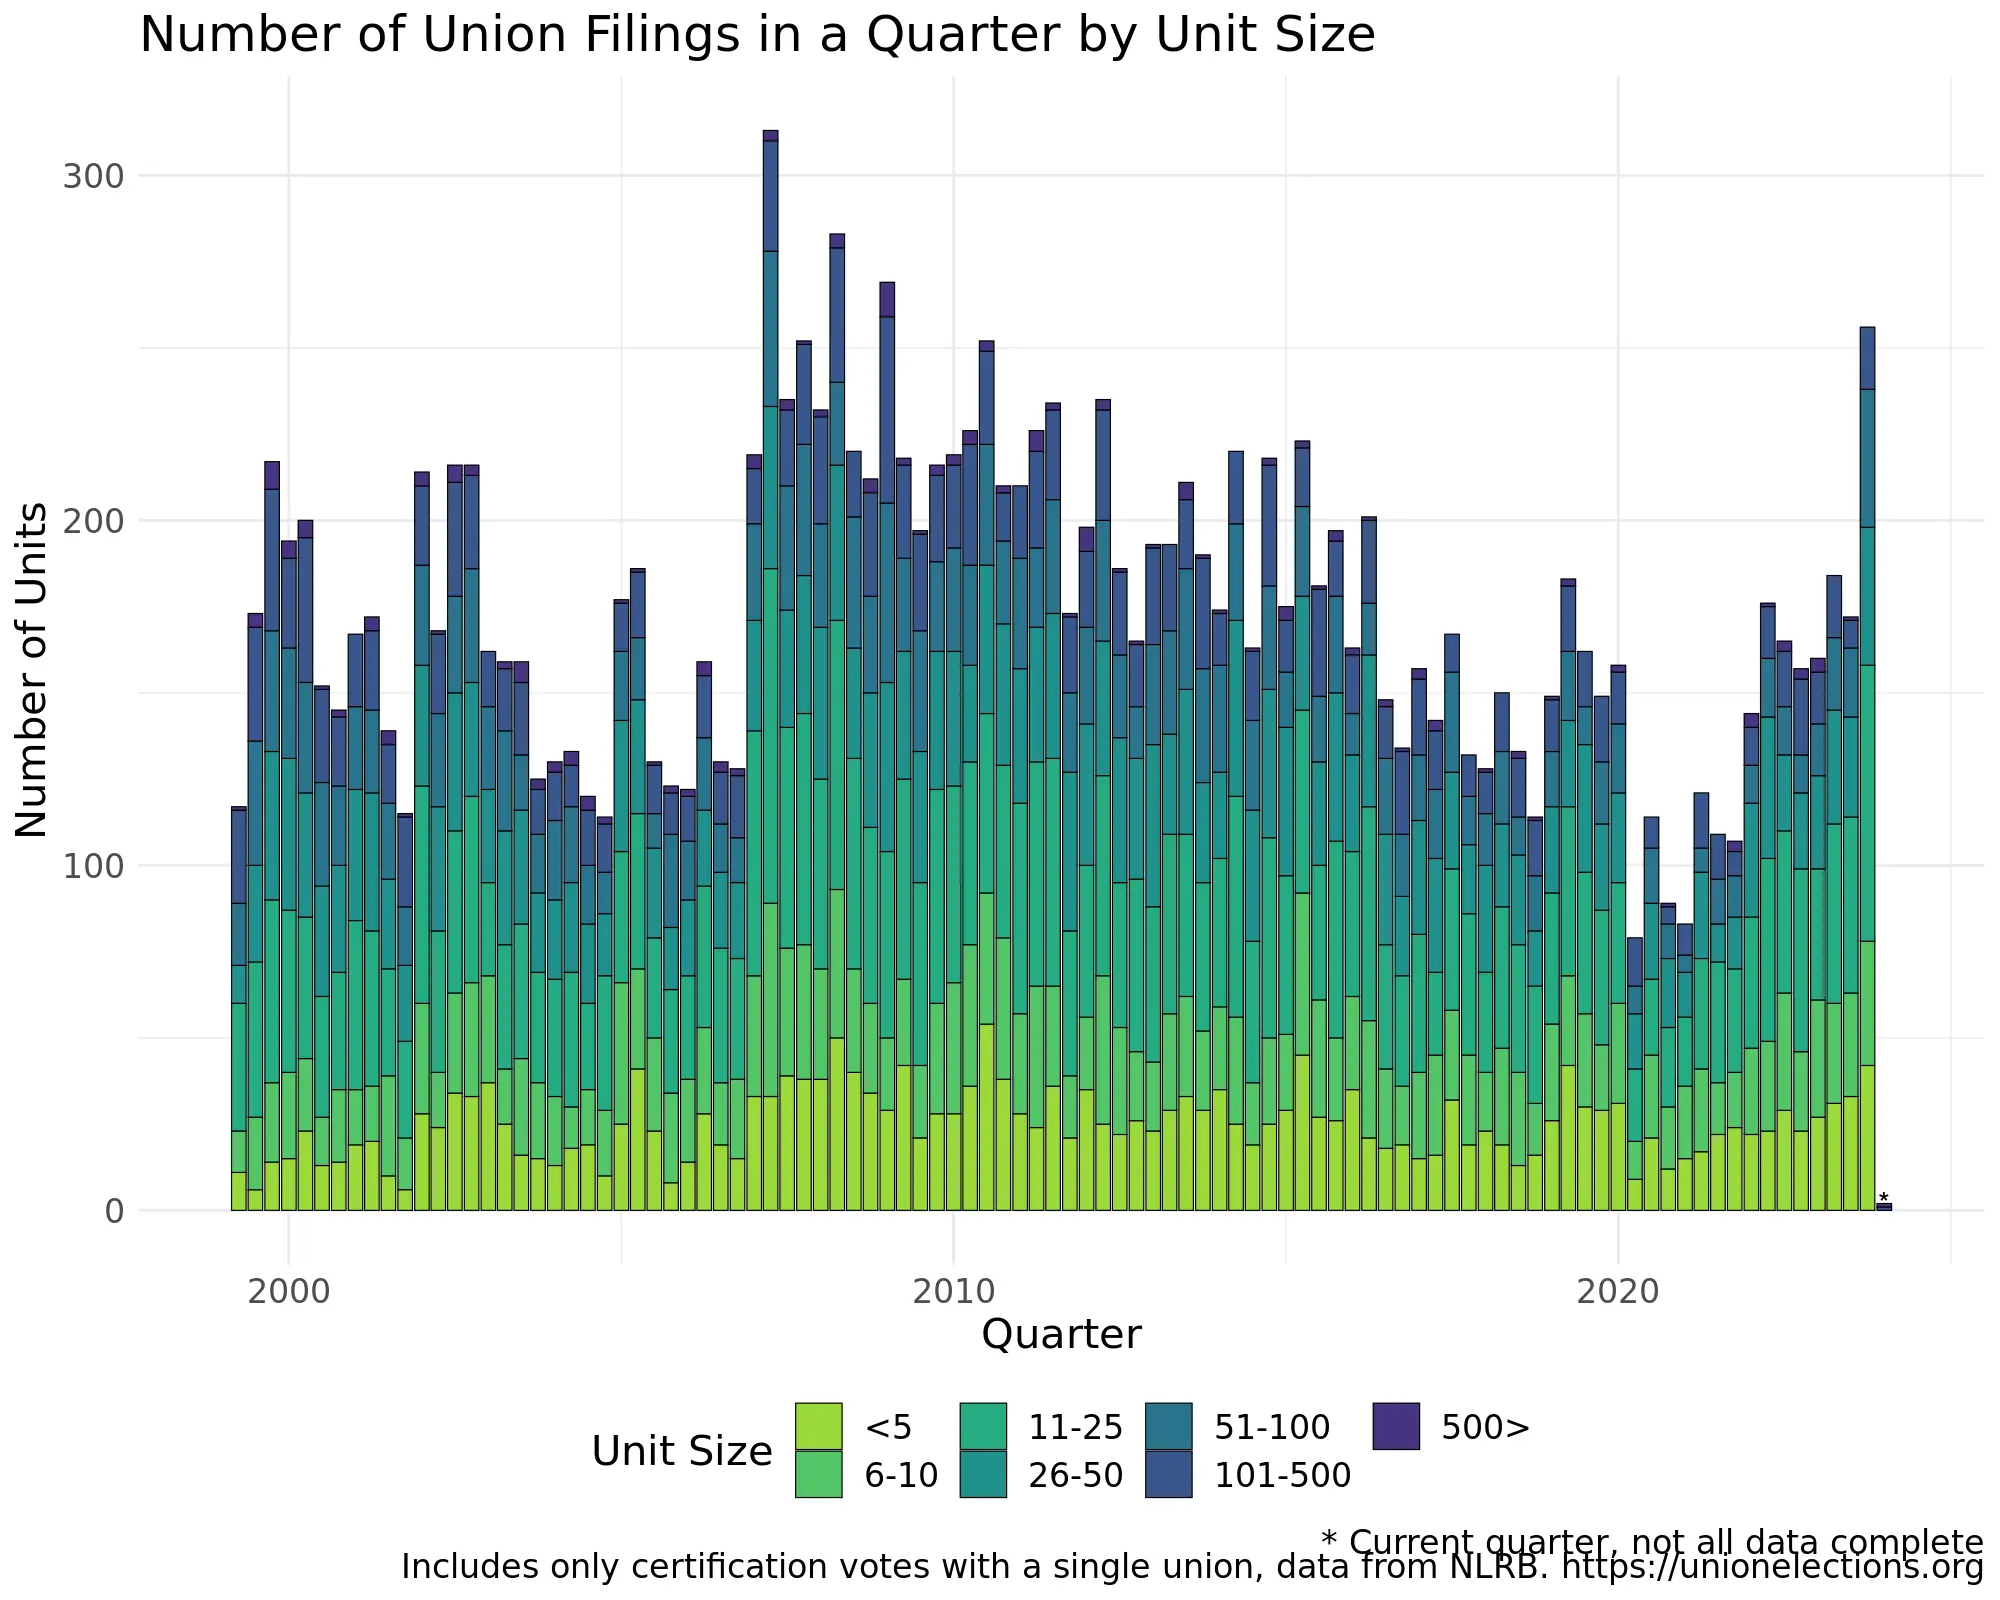 Number of Union Filings in a Quarter by Unit Size
Number of Units
300
200
100
0
*
2000
2010
2020
Quarter
Unit Size
<5
11-25
51-100
500>
6-10
26-50
101-500
* Current quarter, not all data complete
Includes only certification votes with a single union, data from NLRB. https://unionelections.org